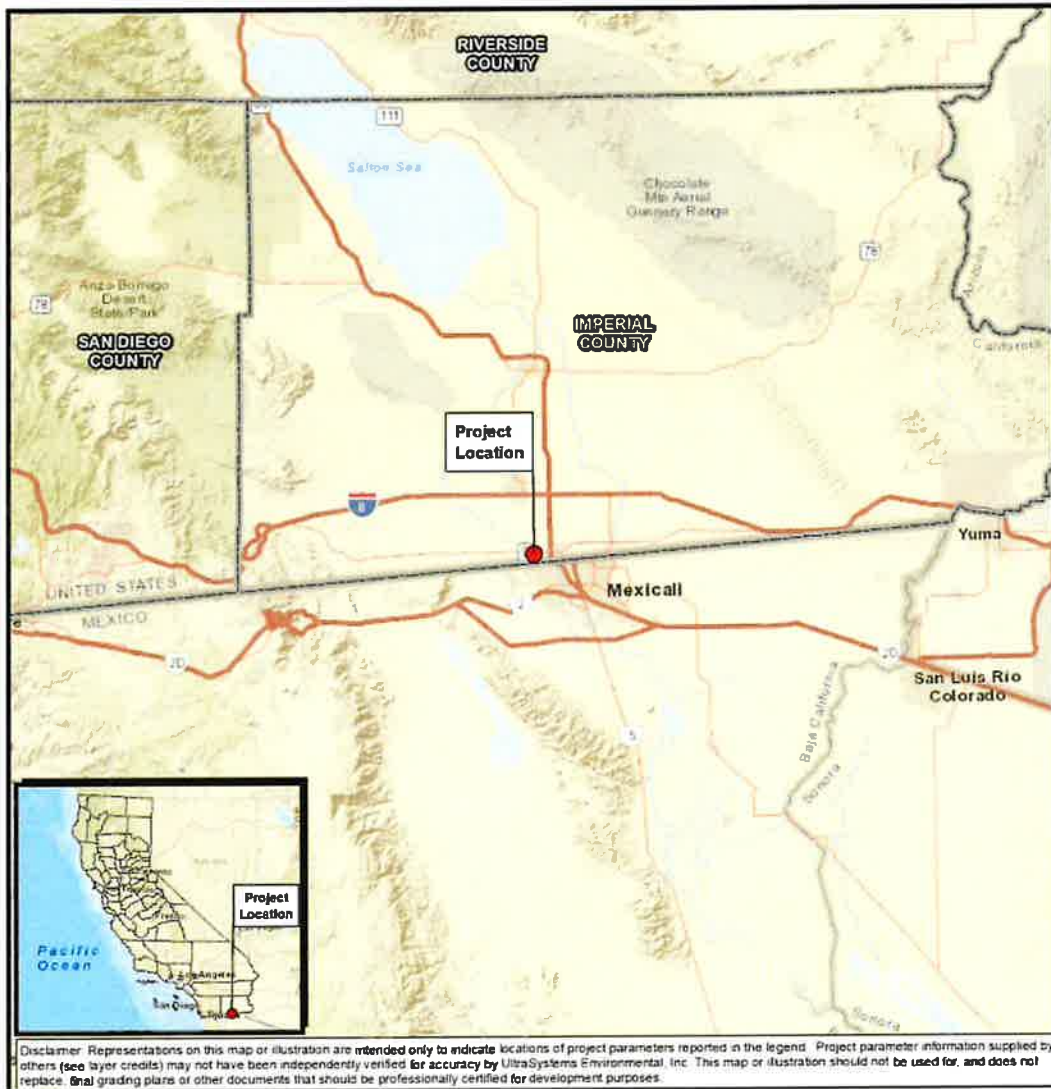 RIVERSIDE
COUNTY
111
Salton Sea
Chocolate
Mtn Aerial
Gunnery Range
78
Anza Borrego
Desert
State Park
78
SAN DIEGO
COUNTY
IMPERIAL
COUNTY
Arizona
California
Project
Location
8
Yuma
UNITED STATES
MEXICO
Mexicali
2
2D
2D
San Luis Río
Colorado
Baja California
Sonora
5
Project
Location
Fresno
Pacific
Ocean
Los Angeles
San Diego
Sonora
Disclaimer: Representations on this map or illustration are intended only to indicate locations of project parameters reported in the legend. Project parameter information supplied by
others (see layer credits) may not have been independently verified for accuracy by UltraSystems Environmental, Inc. This map or illustration should not be used for, and does not
replace, final grading plans or other documents that should be professionally certified for development purposes.